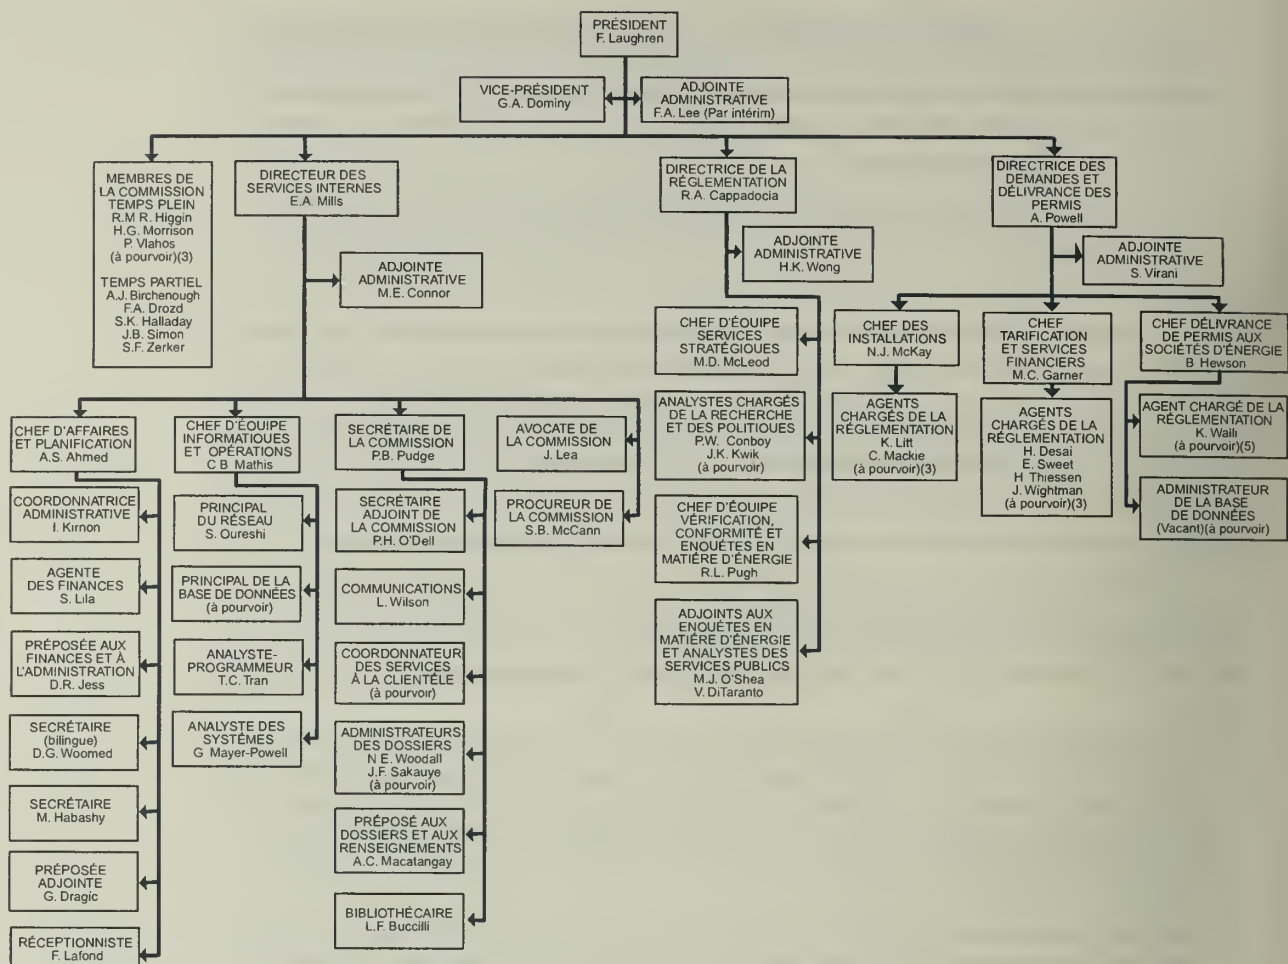 PRÉSIDENT
F. Laughren
VICE-PRÉSIDENT
G.A. Dominy
ADJOINTE
ADMINISTRATIVE
F.A. Lee (Par intérim)
MEMBRES DE
LA COMMISSION
TEMPS PLEIN
R.M R. Higgin
H.G. Morrison
P. Vlahos
(à pourvoir)(3)
TEMPS PARTIEL
A.J. Birchenough
F.A. Drozd
S.K. Halladay
J.B. Simon
S.F. Zerker
DIRECTEUR DES
SERVICES INTERNES
E.A. Mills
ADJOINTE
ADMINISTRATIVE
M.E. Connor
DIRECTRICE DE LA
RÉGLEMENTATION
R.A. Cappadocia
ADJOINTE
ADMINISTRATIVE
H.K. Wong
DIRECTRICE DES
DEMANDES ET
DÉLIVRANCE DES
PERMIS
A. Powell
ADJOINTE
ADMINISTRATIVE
S. Virani
CHEF D'AFFAIRES
ET PLANIFICATION
A.S. Ahmed
COORDONNATRICE
ADMINISTRATIVE
I. Kirnon
AGENTE
DES FINANCES
S. Lila
PRÉPOSÉE AUX
FINANCES ET À
L'ADMINISTRATION
D.R. Jess
SECRÉTAIRE
(bilingue)
D.G. Woomed
SECRÉTAIRE
M. Habashy
PRÉPOSÉE
ADJOINTE
G. Dragic
RÉCEPTIONNISTE
F. Lafond
CHEF D'ÉQUIPE
INFORMATIQUES
ET OPÉRATIONS
C B Mathis
PRINCIPAL
DU RÉSEAU
S. Oureshi
PRINCIPAL DE LA
BASE DE DONNÉES
(à pourvoir)
ANALYSTE-
PROGRAMMEUR
T.C. Tran
ANALYSTE DES
SYSTÉMES
G Mayer-Powell
SECRÉTAIRE DE
LA COMMISSION
P.B. Pudge
SECRÉTAIRE
ADJOINT DE
LA COMMISSION
P.H. O'Dell
COMMUNICATIONS
L. Wilson
COORDONNATEUR
DES SERVICES
À LA CLIENTÉLE
(à pourvoir)
ADMINISTRATEURS
DES DOSSIERS
N E. Woodall
J.F. Sakauye
(à pourvoir)
PRÉPOSÉ AUX
DOSSIERS ET AUX
RENSEIGNEMENTS
A.C. Macatangay
BIBLIOTHÉCAIRE
L.F. Buccilli
AVOCATE DE
LA COMMISSION
J. Lea
PROCUREUR DE
LA COMMISSION
S.B. McCann
CHEF D'ÉQUIPE
SERVICES
STRATÉGIQUES
M.D. McLeod
ANALYSTES CHARGÉS
DE LA RECHERCHE
ET DES POLITIQUES
P.W. Conboy
J.K. Kwik
(à pourvoir)
CHEF D'ÉQUIPE
VÉRIFICATION,
CONFORMITÉ ET
ENQUÉTES EN
MATIÉRE D'ÉNERGIE
R.L. Pugh
ADJOINTS AUX
ENQUÉTES EN
MATIÉRE D'ÉNERGIE
ET ANALYSTES DES
SERVICES PUBLICS
M.J. O'Shea
V. DiTaranto
CHEF DES
INSTALLATIONS
N.J. McKay
AGENTS
CHARGÉS DE LA
RÉGLEMENTATION
K. Litt
C. Mackie
(à pourvoir)(3)
CHEF
TARIFICATION
ET SERVICES
FINANCIERS
M.C. Garner
AGENTS
CHARGÉS DE LA
RÉGLEMENTATION
H. Desai
E. Sweet
H Thiessen
J. Wightman
(à pourvoir)(3)
CHEF DÉLIVRANCE
DE PERMIS AUX
SOCIÉTÉS D'ÉNERGIE
B Hewson
AGENT CHARGÉ DE LA
RÉGLEMENTATION
K. Walli
(à pourvoir)(5)
ADMINISTRATEUR
DE LA BASE
DE DONNÉES
(Vacant)(à pourvoir)